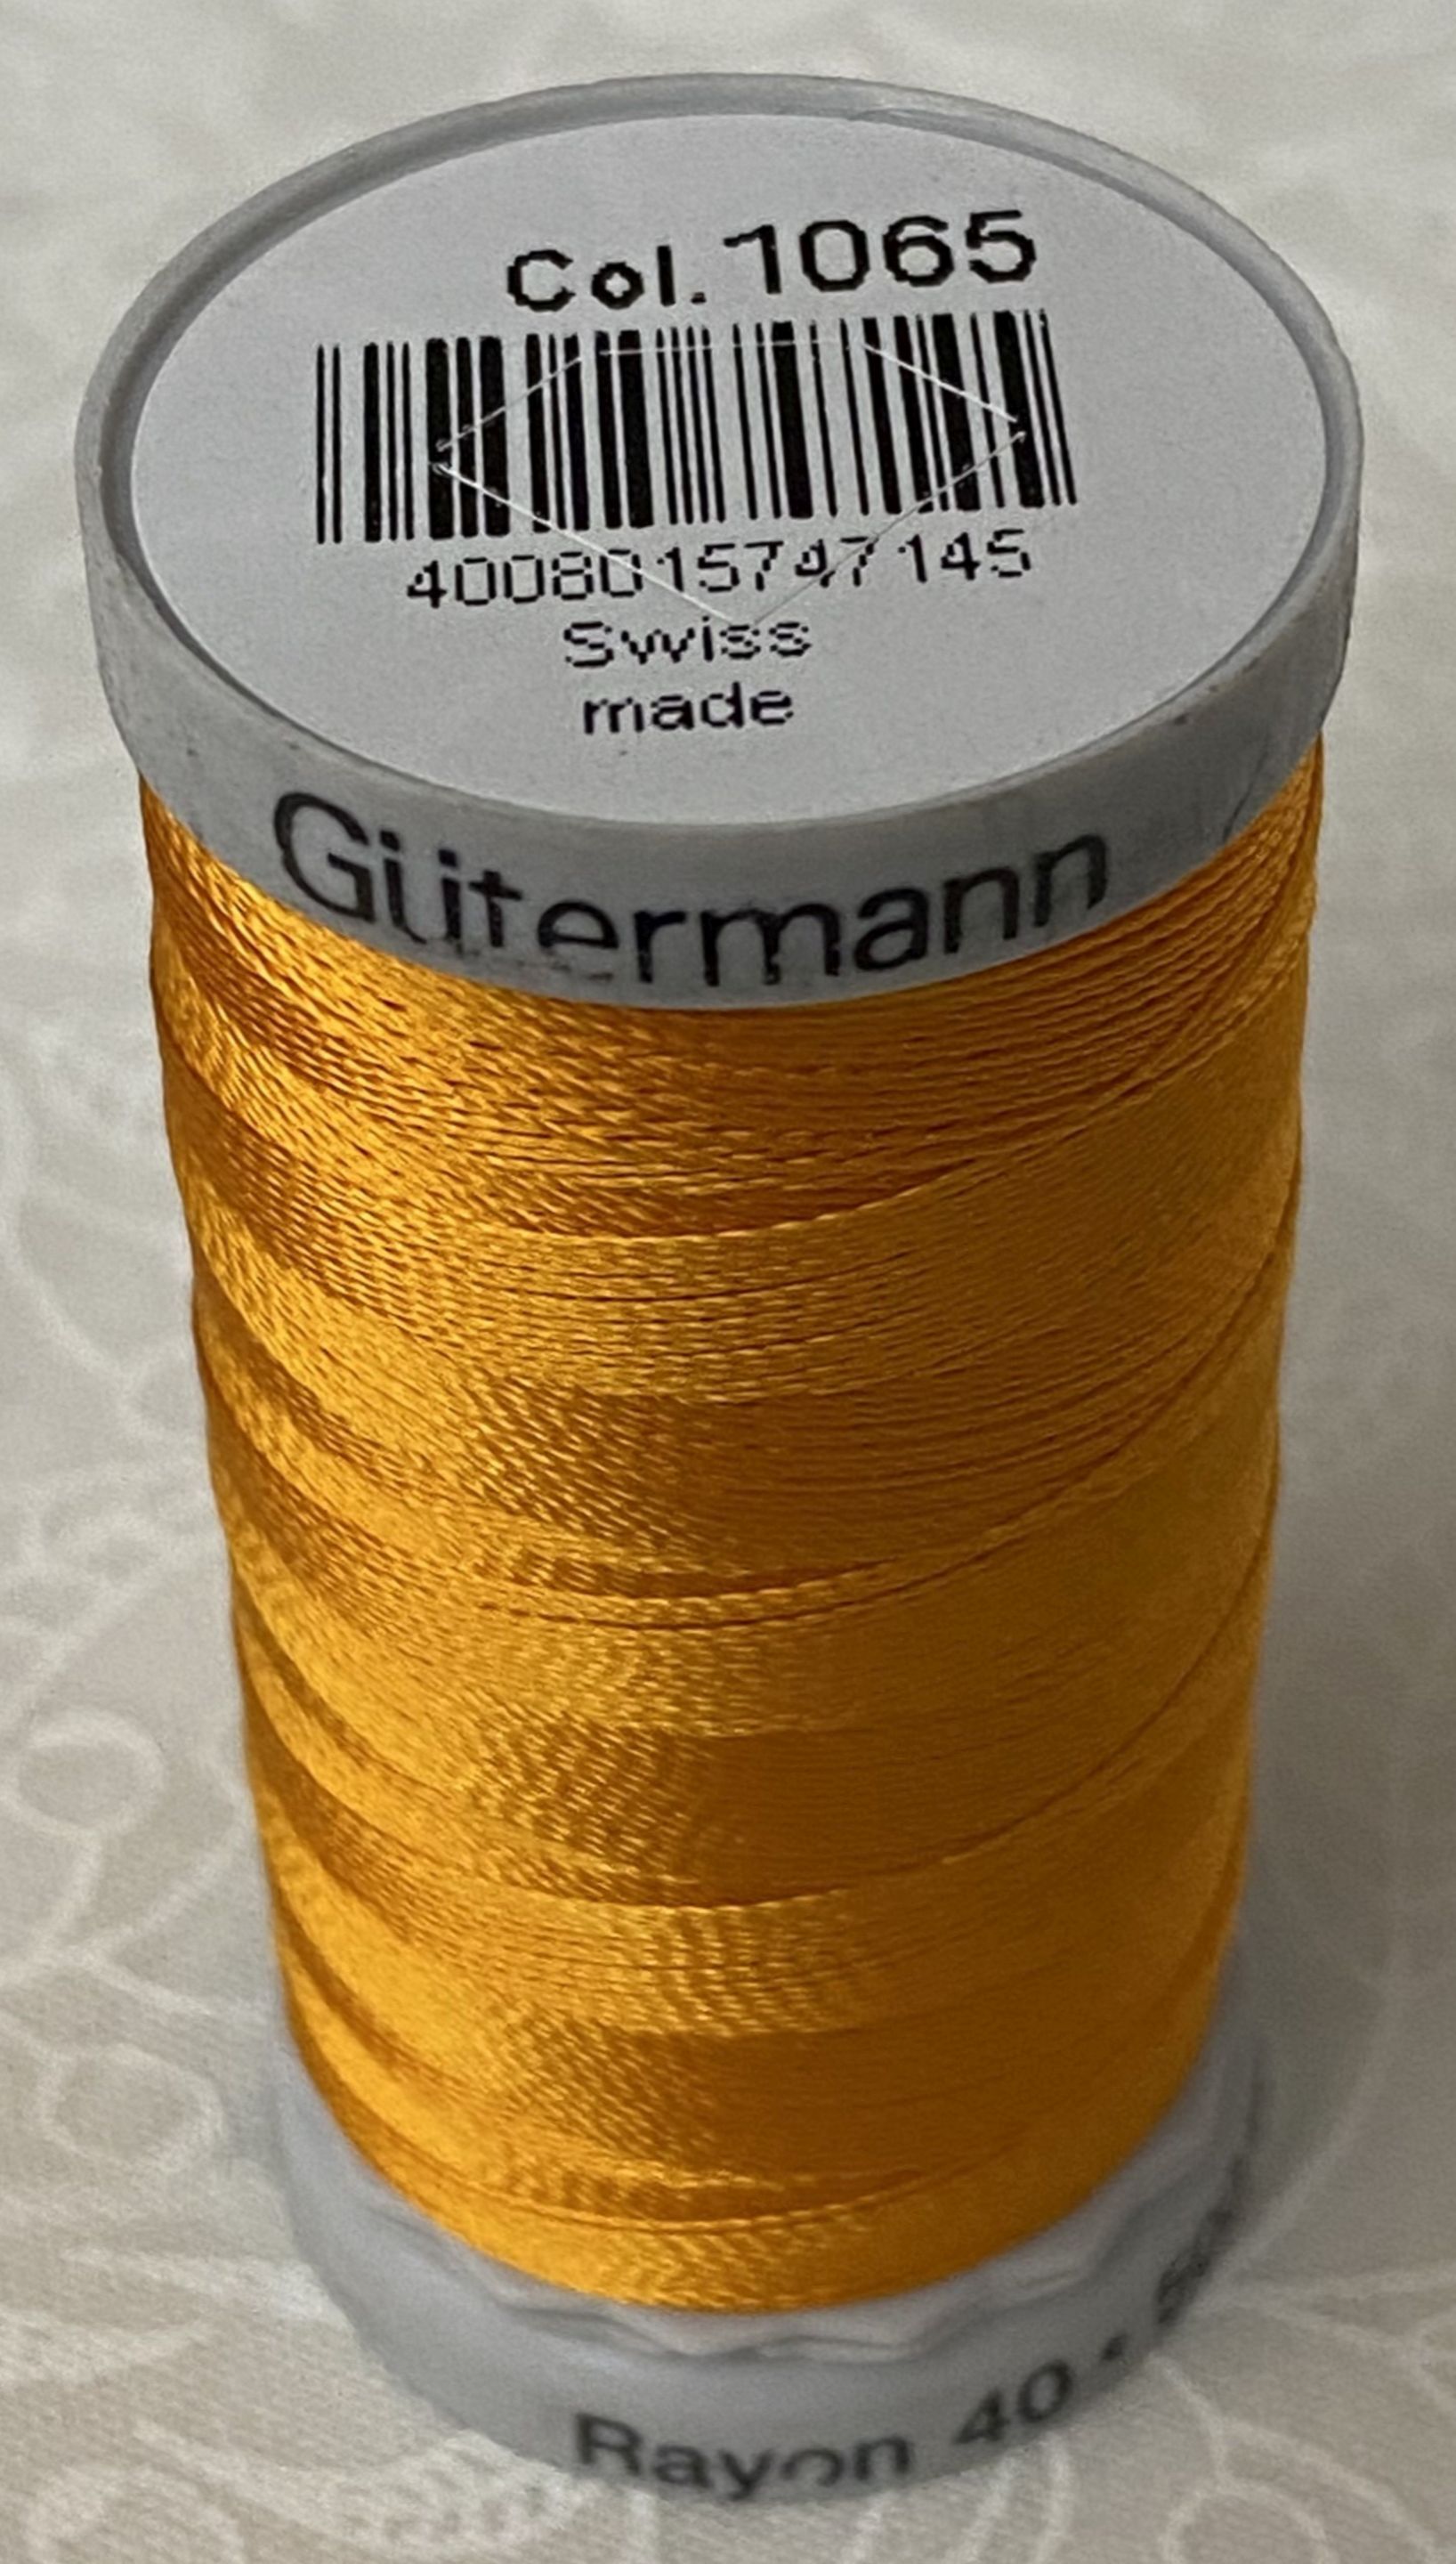 Col. 1065
4008015747145
Swiss
made
Gütermann
Rayon 40 •